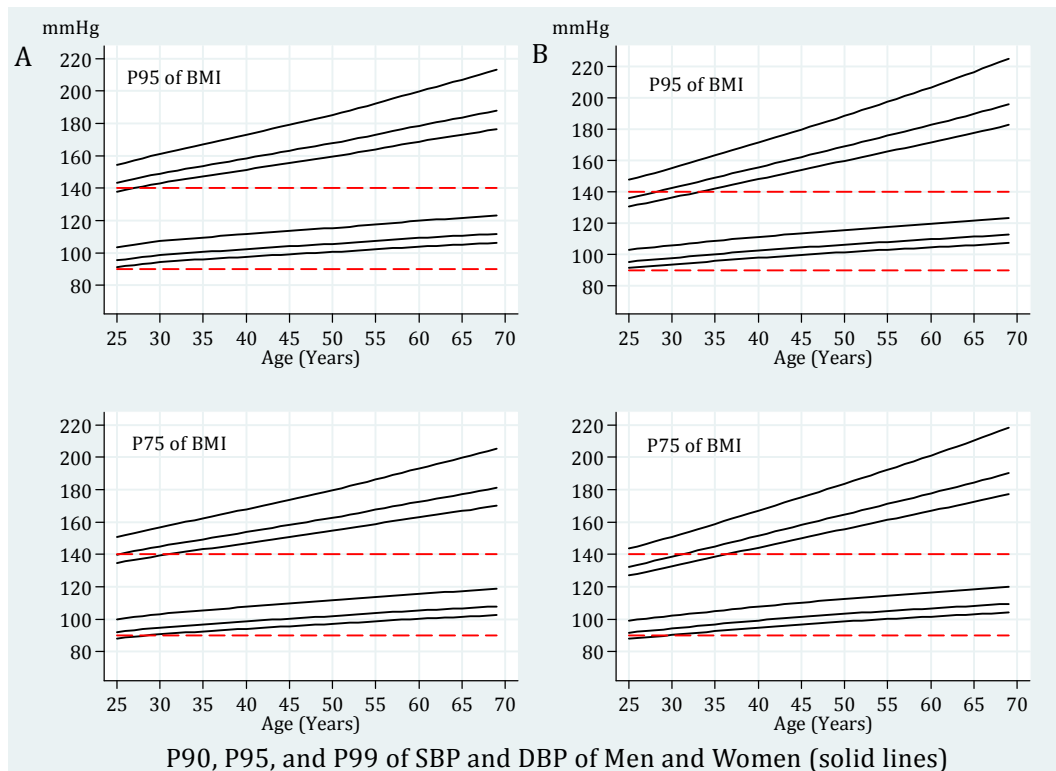 mmHg
A
P95 of BMI
220
200
180
160
140
120
100
80
25 30 35 40 45 50 55 60 65 70
Age (Years)
mmHg
B
P95 of BMI
220
200
180
160
140
120
100
80
25 30 35 40 45 50 55 60 65 70
Age (Years)
P75 of BMI
220
200
180
160
140
120
100
80
25 30 35 40 45 50 55 60 65 70
Age (Years)
P75 of BMI
220
200
180
160
140
120
100
80
25 30 35 40 45 50 55 60 65 70
Age (Years)
P90, P95, and P99 of SBP and DBP of Men and Women (solid lines)